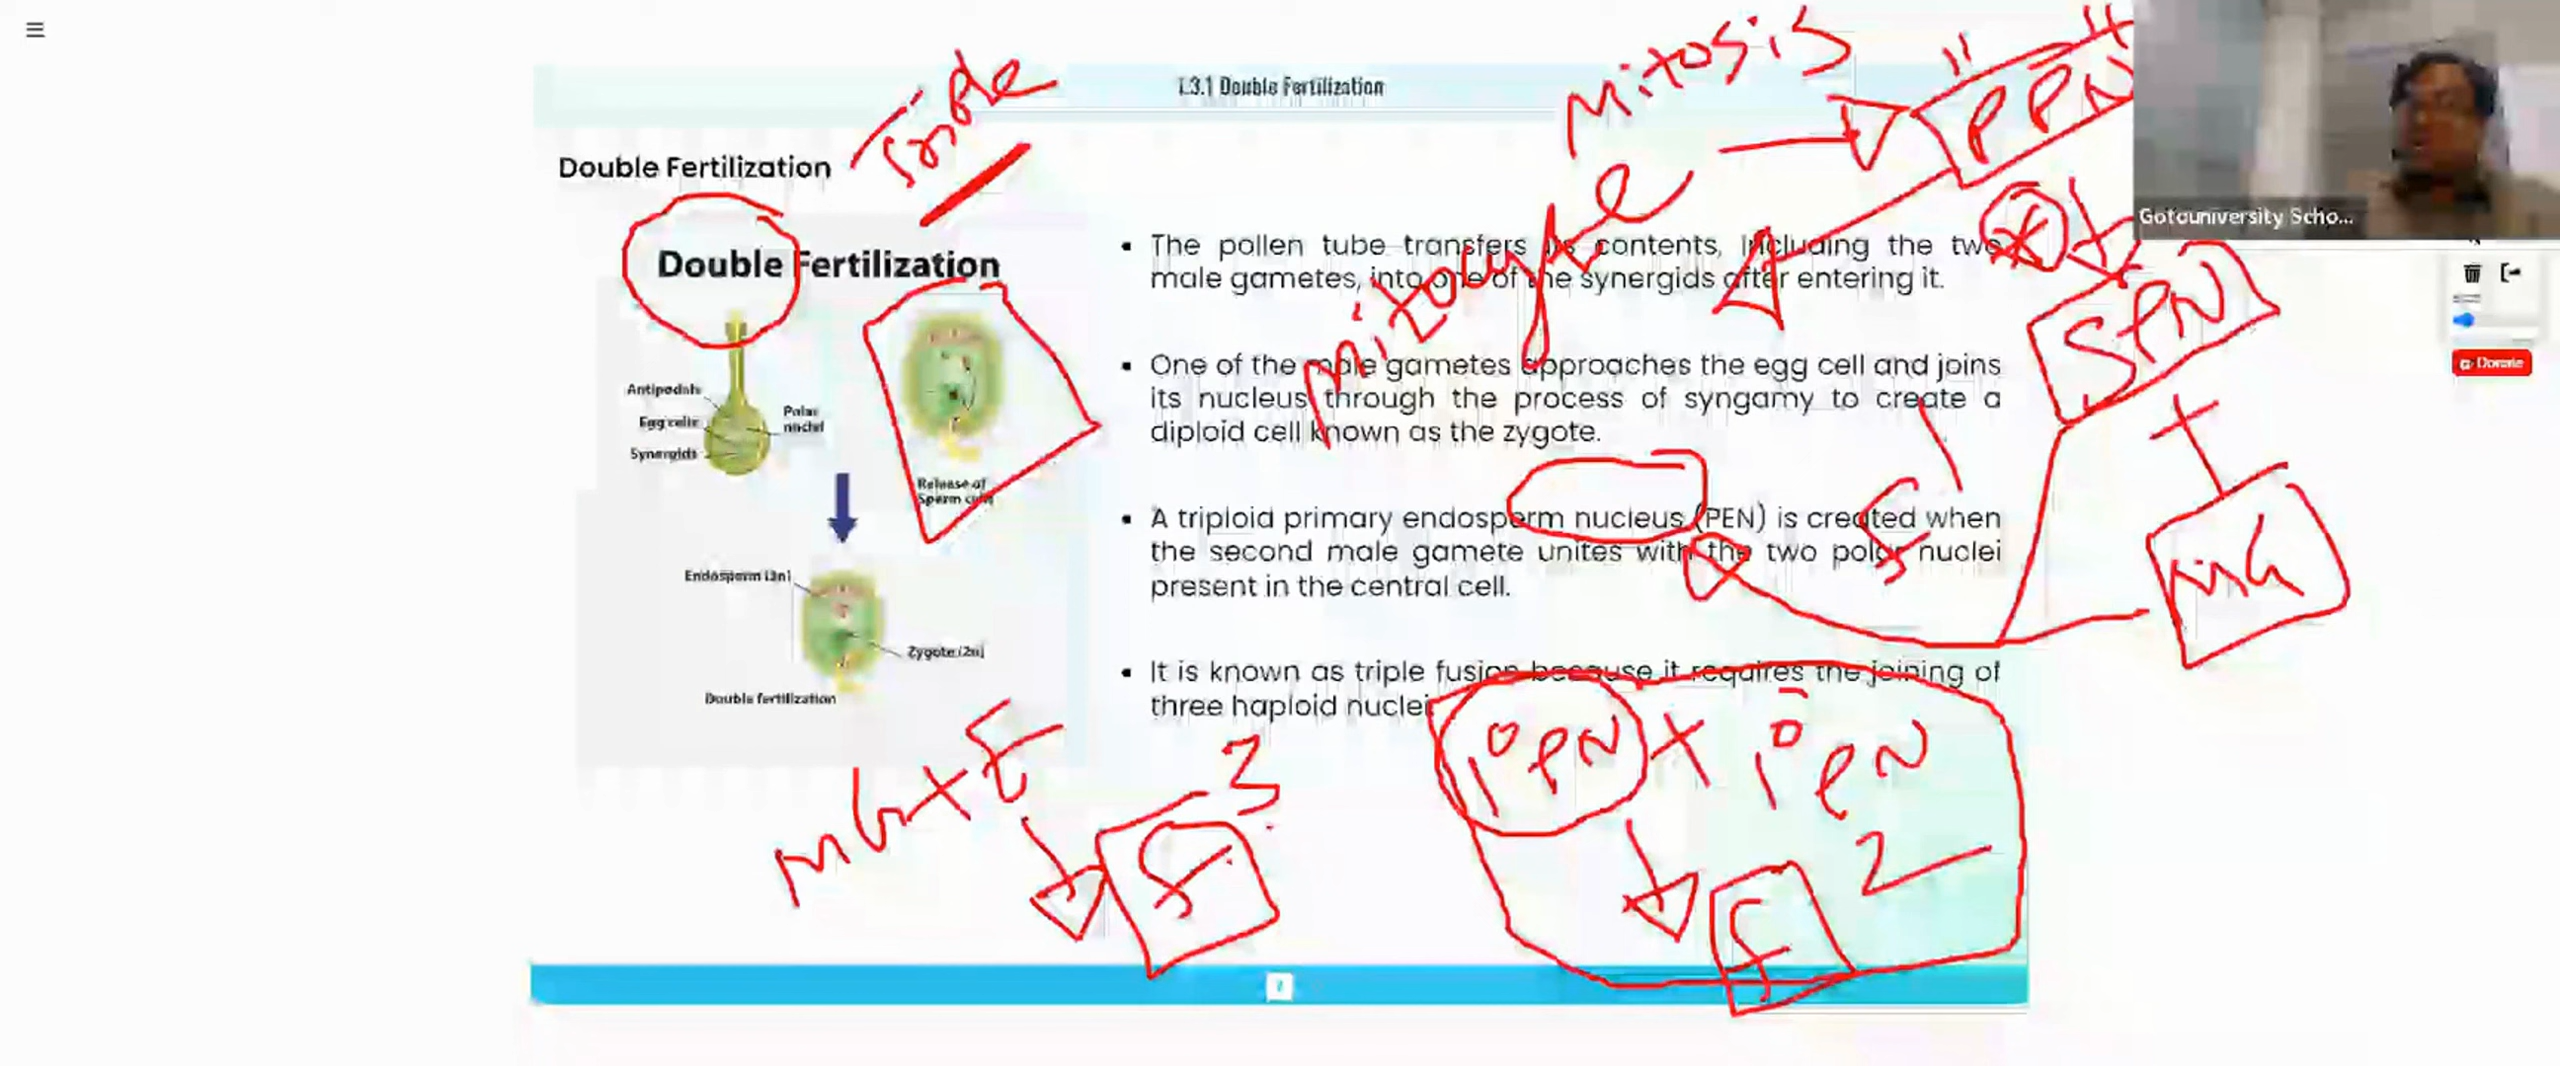 1.3.1 Double Fertilization
Double Fertilization
Double Fertilization
Antipodals
Egg cells
Synergids
Polar
nuclei
Release of
Sperm cells
Endosperm (3n)
Zygote (2n)
Double fertilization
The pollen tube transfers its contents, including the two
male gametes, into one of the synergids after entering it.
One of the male gametes approaches the egg cell and joins
its nucleus through the process of syngamy to create a
diploid cell known as the zygote.
A triploid primary endosperm nucleus (PEN) is created when
the second male gamete unites with the two polar nuclei
present in the central cell.
It is known as triple fusion because it requires the joining of
three haploid nuclei
Mitosis
PPN
SPN
+
MG
MG + E
f
3
1° PN + 1° PN
2
f
7
Gotouniversity Scho...
Donate